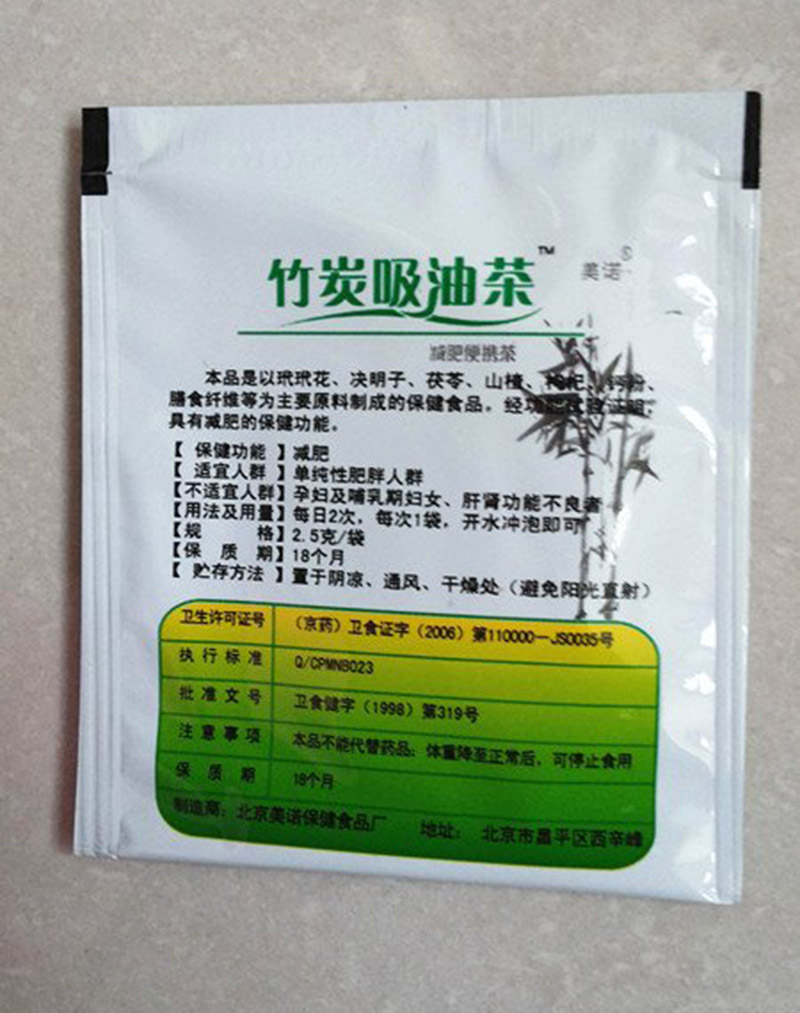 竹炭吸油茶™
美诺®
减肥便携茶
本品是以玳玳花、决明子、茯苓、山楂、枸杞、钙粉、
膳食纤维等为主要原料制成的保健食品。经功能试验证明,
具有减肥的保健功能。
【 保健功能 】减肥
【 适宜人群 】单纯性肥胖人群
【不适宜人群】孕妇及哺乳期妇女、肝肾功能不良者
【用法及用量】每日2次，每次1袋，开水冲泡即可
【规 格】2.5克/袋
【保 质 期】18个月
【 贮存方法 】置于阴凉、通风、干燥处（避免阳光直射）
卫生许可证号 （京药）卫食证字（2006）第110000—JS0035号
执行标准 Q/CPMNB023
批准文号 卫食健字（1998）第319号
注意事项 本品不能代替药品；体重降至正常后，可停止食用
保 质 期 18个月
制造商：北京美诺保健食品厂 地址： 北京市昌平区西辛峰